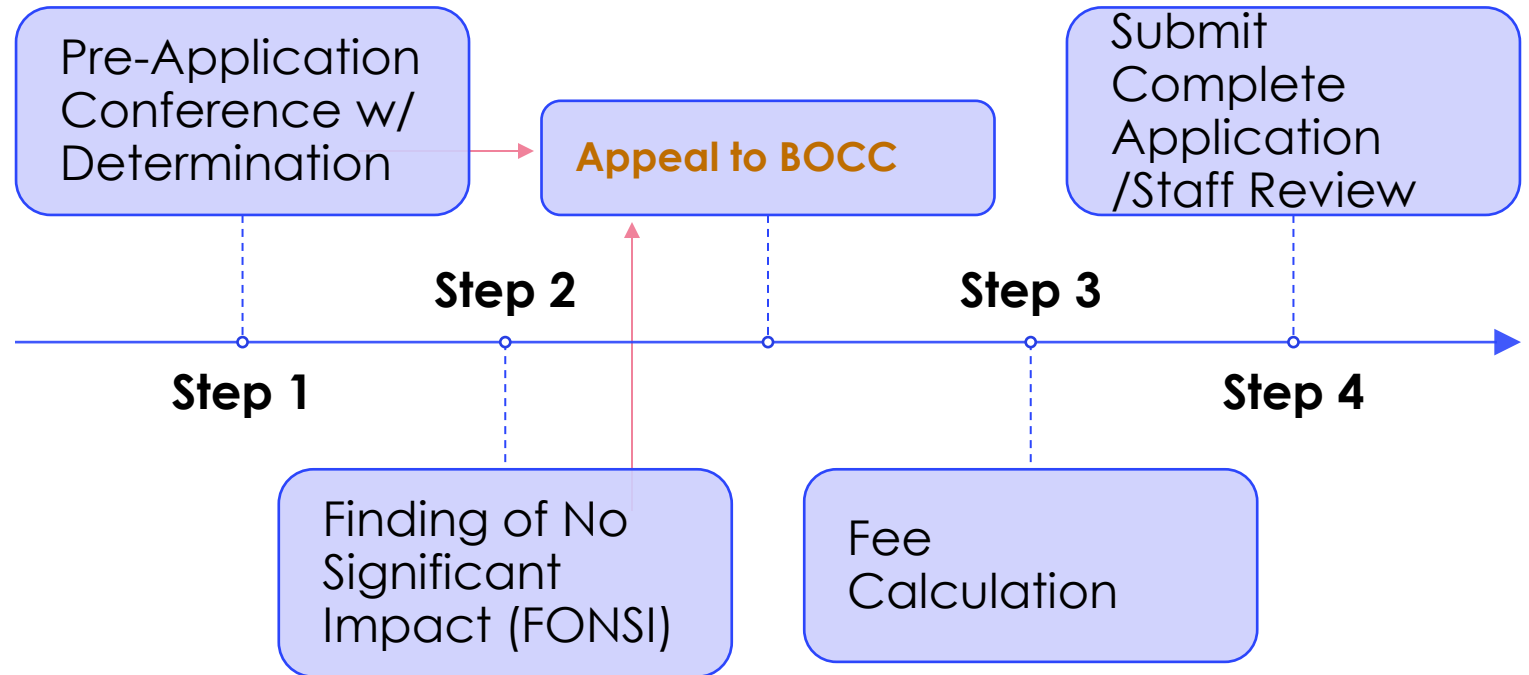 Pre-Application
Conference w/
Determination
Step 1
Step 2
Finding of No
Significant
Impact (FONSI)
Appeal to BOCC
Step 3
Fee
Calculation
Submit
Complete
Application
/Staff Review
Step 4